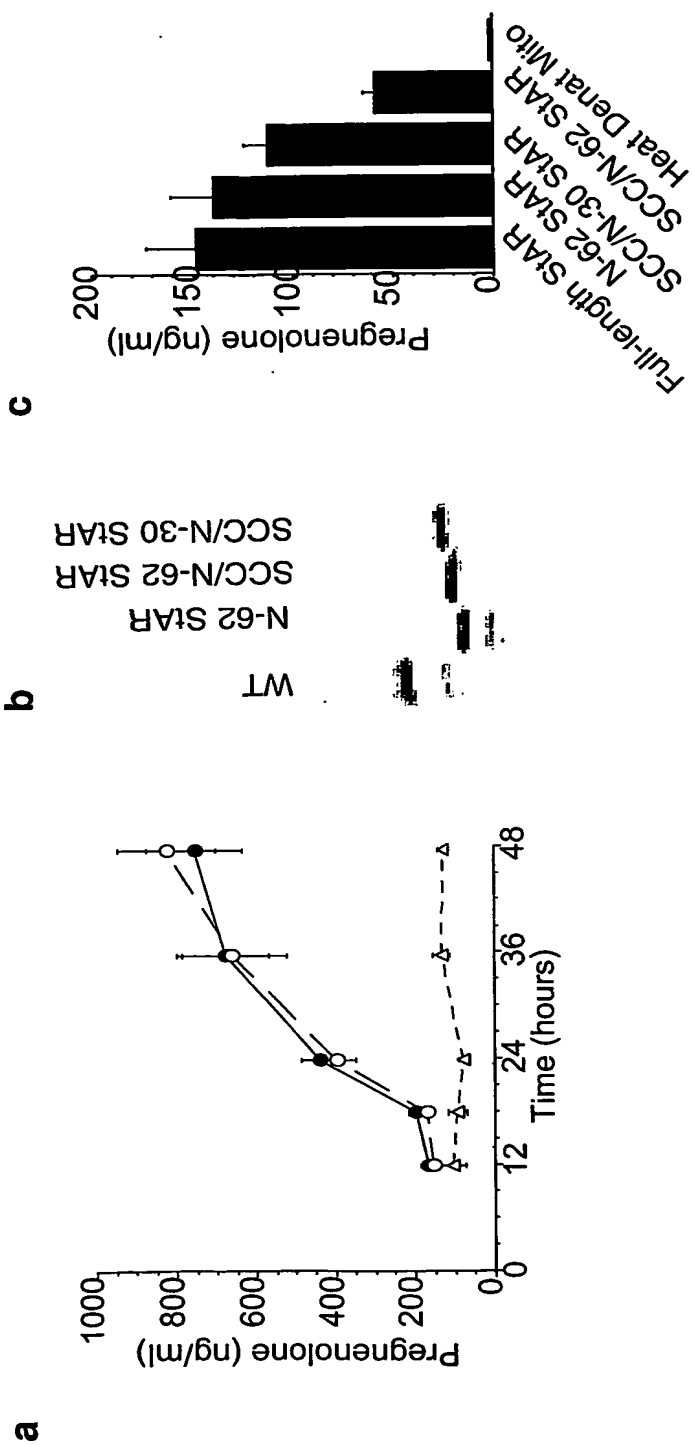 a
Pregnenolone (ng/ml)
1000
800
600
400
200
0
0
12
24
36
48
Time (hours)
b
WT
N-62 StAR
SCC/N-62 StAR
SCC/N-30 StAR
c
Pregnenolone (ng/ml)
200
150
100
50
0
Full-length StAR
N-62 StAR
SCC/N-30 StAR
SCC/N-62 StAR
Heat Denat Mito